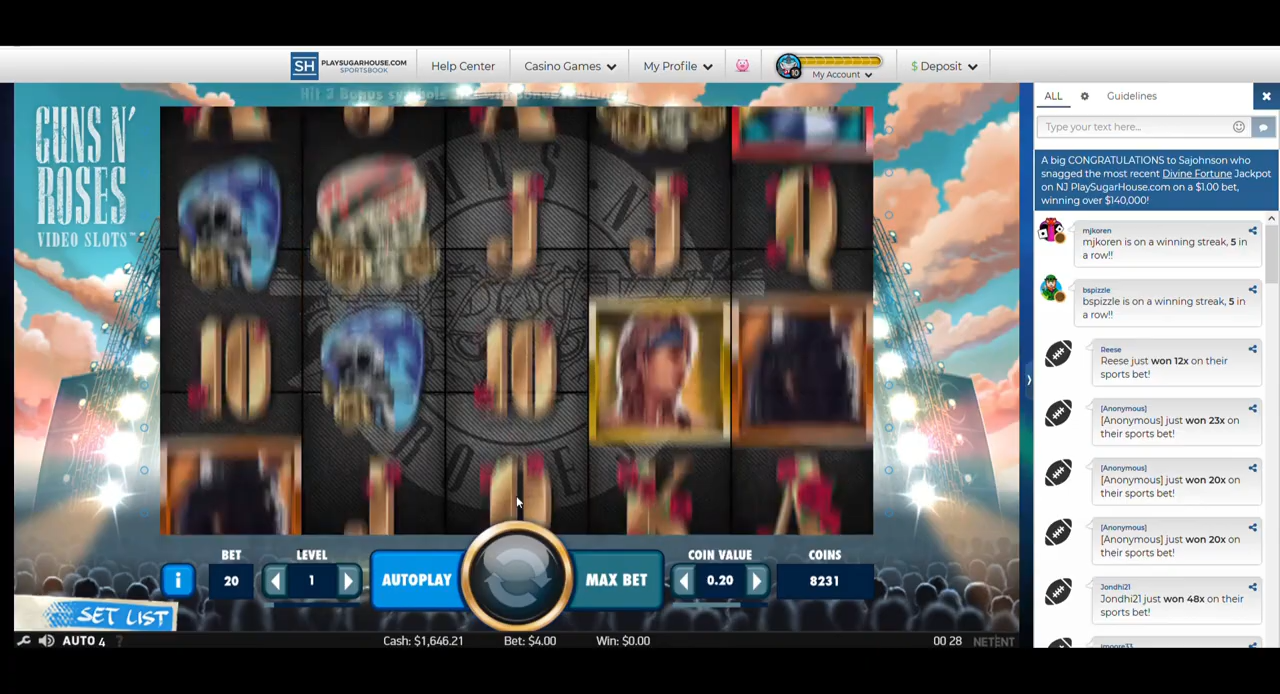 SH PLAYSUGARHOUSE.COM
SPORTSBOOK
Help Center
Casino Games
My Profile
10
My Account
$ Deposit
GUNS N'
ROSES
VIDEO SLOTS™
J
J
Q
10
10
J
BET
20
LEVEL
1
AUTOPLAY
MAX BET
COIN VALUE
0.20
COINS
8231
i
SET LIST
AUTO 4 ?
Cash: $1,646.21
Bet: $4.00
Win: $0.00
00 28
NETENT
ALL
Guidelines
Type your text here...
A big CONGRATULATIONS to Sajohnson who
snagged the most recent Divine Fortune Jackpot
on NJ PlaySugarHouse.com on a $1.00 bet,
winning over $140,000!
mjkoren
mjkoren is on a winning streak, 5 in
a row!!
bspizzle
bspizzle is on a winning streak, 5 in
a row!!
Reese
Reese just won 12x on their
sports bet!
[Anonymous]
[Anonymous] just won 23x on
their sports bet!
[Anonymous]
[Anonymous] just won 20x on
their sports bet!
[Anonymous]
[Anonymous] just won 20x on
their sports bet!
Jondhi21
Jondhi21 just won 48x on their
sports bet!